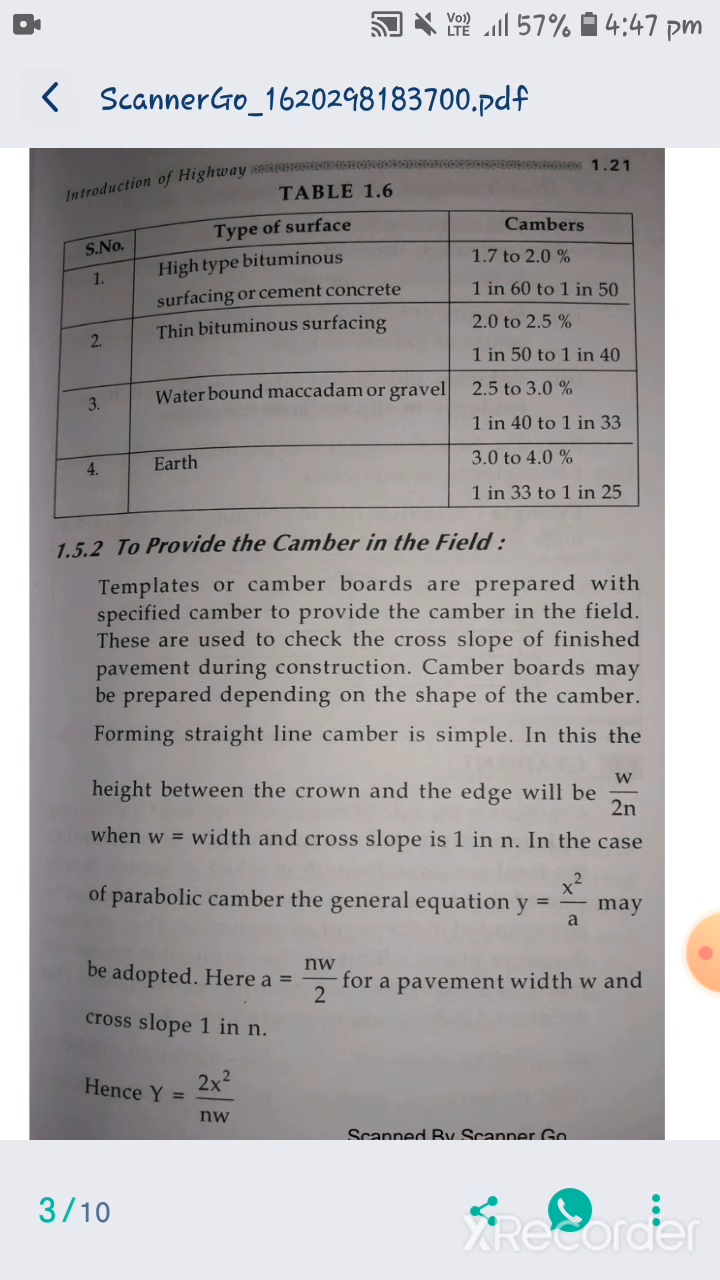 Vo))
LTE
57%
4:47 pm
ScannerGo_1620298183700.pdf
Introduction of Highway 1.21
TABLE 1.6
S.No. Type of surface Cambers
1. High type bituminous 1.7 to 2.0 %
surfacing or cement concrete 1 in 60 to 1 in 50
2. Thin bituminous surfacing 2.0 to 2.5 %
1 in 50 to 1 in 40
3. Water bound maccadam or gravel 2.5 to 3.0 %
1 in 40 to 1 in 33
4. Earth 3.0 to 4.0 %
1 in 33 to 1 in 25
1.5.2 To Provide the Camber in the Field :
Templates or camber boards are prepared with
specified camber to provide the camber in the field.
These are used to check the cross slope of finished
pavement during construction. Camber boards may
be prepared depending on the shape of the camber.
Forming straight line camber is simple. In this the
height between the crown and the edge will be w/2n
when w = width and cross slope is 1 in n. In the case
of parabolic camber the general equation y = x²/a may
be adopted. Here a = nw/2 for a pavement width w and
cross slope 1 in n.
Hence Y = 2x²/nw
Scanned By Scanner Go
3/10
XRecorder